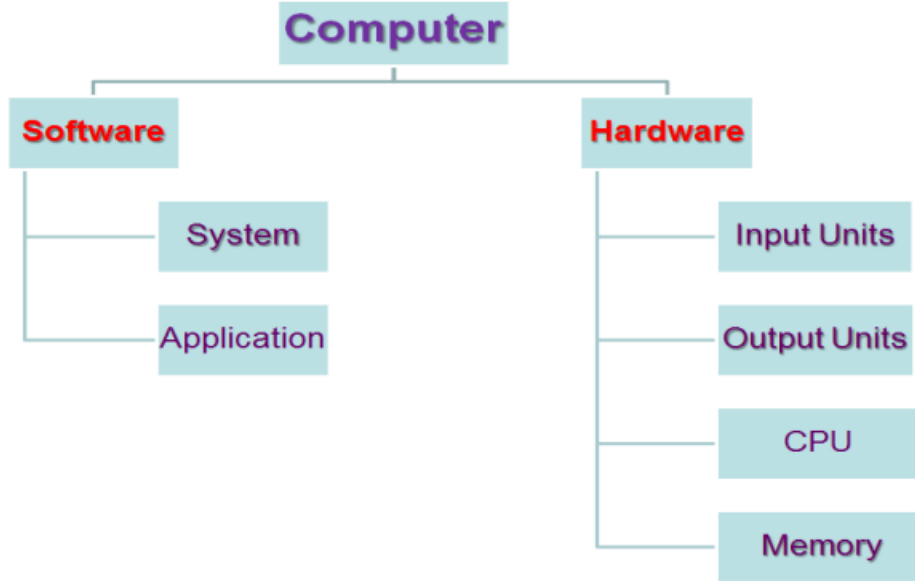 Computer
Software
System
Application
Hardware
Input Units
Output Units
CPU
Memory